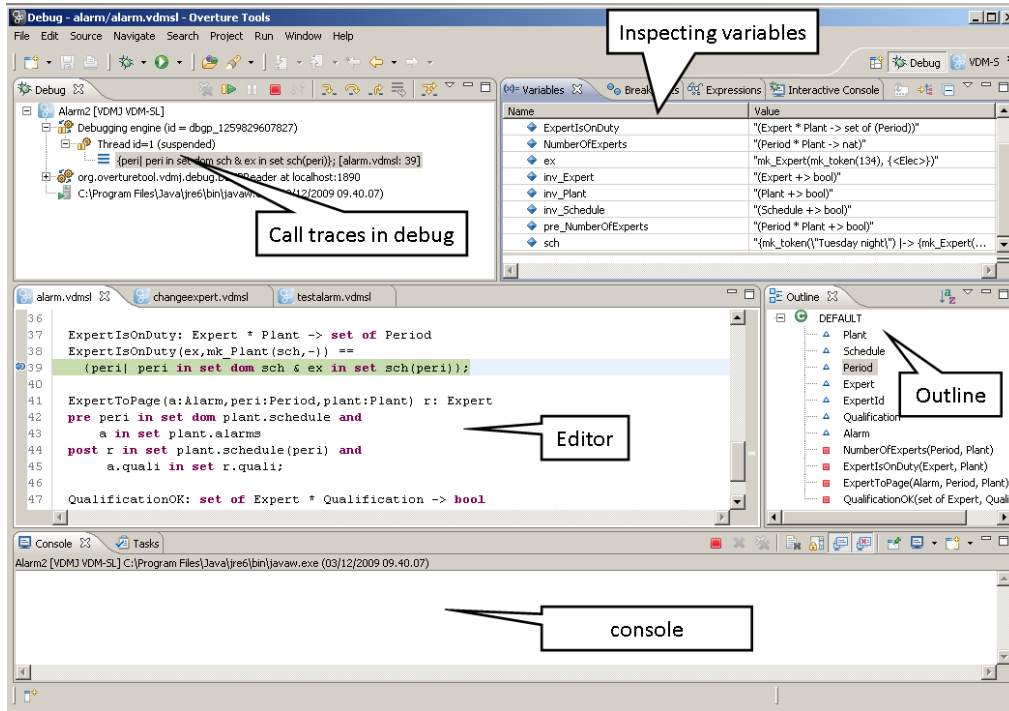 Debug - alarm/alarm.vdmsl - Overture Tools
File Edit Source Navigate Search Project Run Window Help
Inspecting variables
Debug VDM-S
Debug
Alarm2 [VDMJ VDM-SL]
Debugging engine (id = dbgp_1259829607827)
Thread id=1 (suspended)
{peri| peri in set dom sch & ex in set sch(peri)}; [alarm.vdmsl: 39]
org.overturetool.vdmj.debug.DBGPReader at localhost:1890
C:\Program Files\Java\jre6\bin\javaw.exe (03/12/2009 09.40.07)
Call traces in debug
(x)= Variables Breakpoints Expressions Interactive Console
Name Value
ExpertIsOnDuty "(Expert * Plant -> set of (Period))"
NumberOfExperts "(Period * Plant -> nat)"
ex "mk_Expert(mk_token(134), {<Elec>})"
inv_Expert "(Expert +> bool)"
inv_Plant "(Plant +> bool)"
inv_Schedule "(Schedule +> bool)"
pre_NumberOfExperts "(Period * Plant +> bool)"
sch "{mk_token(\"Tuesday night\") |-> {mk_Expert(...
alarm.vdmsl changeexpert.vdmsl testalarm.vdmsl
36
37 ExpertIsOnDuty: Expert * Plant -> set of Period
38 ExpertIsOnDuty(ex,mk_Plant(sch,-)) ==
39 {peri| peri in set dom sch & ex in set sch(peri)};
40
41 ExpertToPage(a:Alarm,peri:Period,plant:Plant) r: Expert
42 pre peri in set dom plant.schedule and
43 a in set plant.alarms
44 post r in set plant.schedule(peri) and
45 a.quali in set r.quali;
46
47 QualificationOK: set of Expert * Qualification -> bool
Editor
Outline
DEFAULT
Plant
Schedule
Period
Expert
ExpertId
Qualification
Alarm
NumberOfExperts(Period, Plant)
ExpertIsOnDuty(Expert, Plant)
ExpertToPage(Alarm, Period, Plant)
QualificationOK(set of Expert, Quali
Outline
Console Tasks
Alarm2 [VDMJ VDM-SL] C:\Program Files\Java\jre6\bin\javaw.exe (03/12/2009 09.40.07)
console